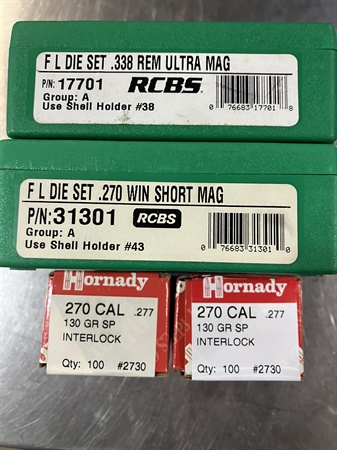 F L DIE SET .338 REM ULTRA MAG
P/N: 17701 RCBS.
Group: A
Use Shell Holder #38
0 76683 17701 8
F L DIE SET .270 WIN SHORT MAG
P/N:31301 RCBS
Group: A
Use Shell Holder #43
0 76683 31301 0
Hornady
270 CAL .277
130 GR SP
INTERLOCK
Qty: 100 #2730
Hornady
270 CAL .277
130 GR SP
INTERLOCK
Qty: 100 #2730